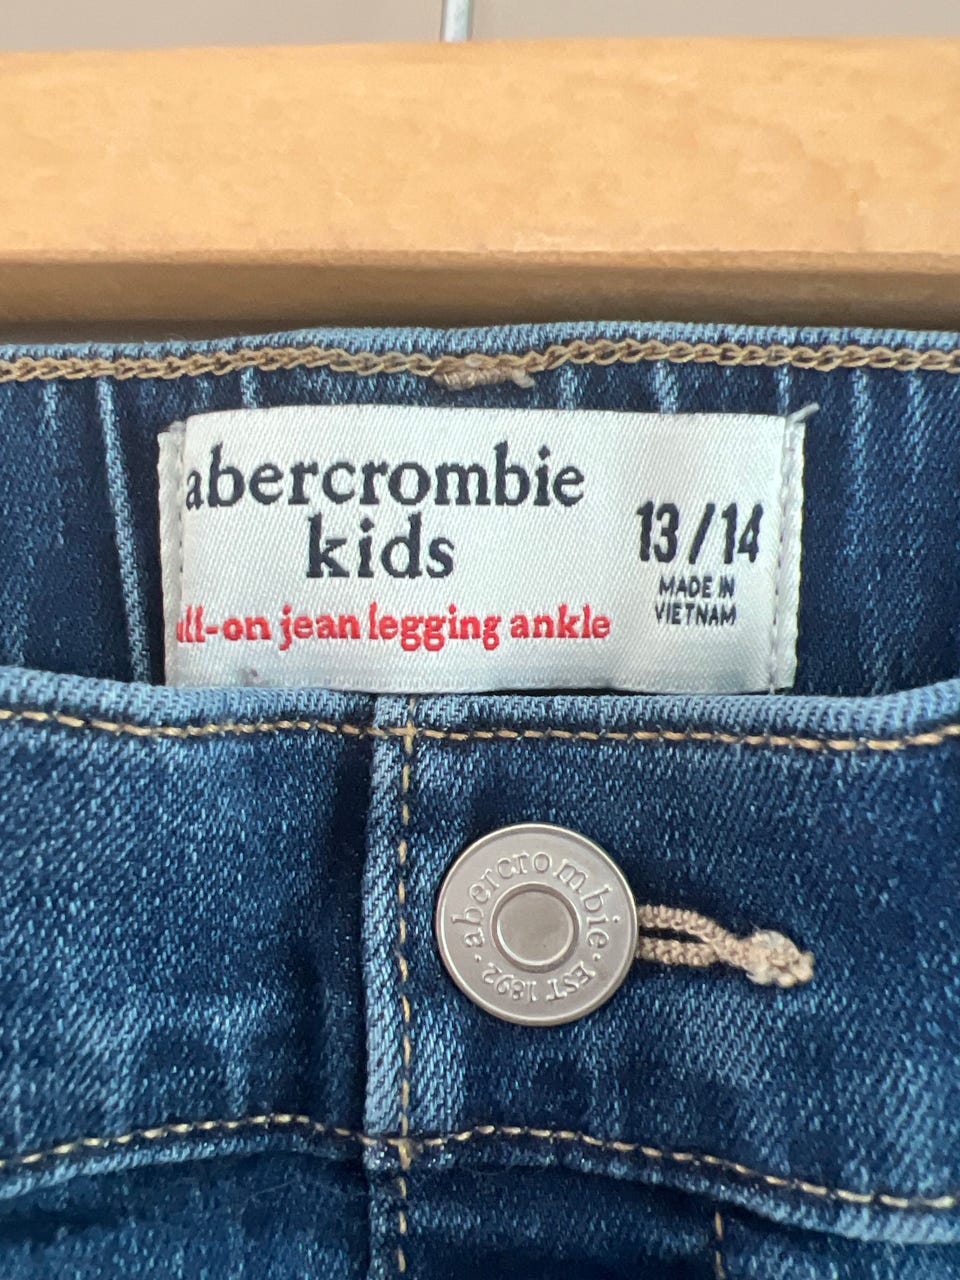 abercrombie
kids
ull-on jean legging ankle
13/14
MADE IN
VIETNAM
abercrombie · EST 1892 ·